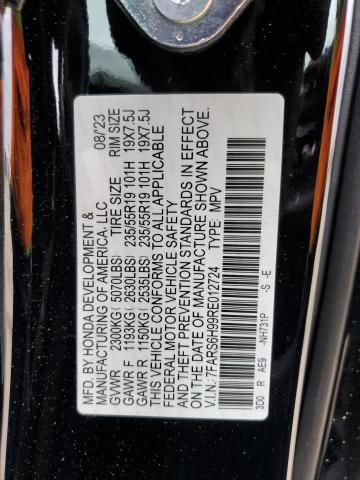 MFD. BY HONDA DEVELOPMENT & 08/23
MANUFACTURING OF AMERICA, LLC
GVWR 2300KG( 5070LBS) TIRE SIZE RIM SIZE
GAWR F 1193KG( 2630LBS) 235/55R19 101H 19X7.5J
GAWR R 1150KG( 2535LBS) 235/55R19 101H 19X7.5J
THIS VEHICLE CONFORMS TO ALL APPLICABLE
FEDERAL MOTOR VEHICLE SAFETY
AND THEFT PREVENTION STANDARDS IN EFFECT
ON THE DATE OF MANUFACTURE SHOWN ABOVE.
V.I.N.: 7FARS6H99RE012724 TYPE: MPV
3D0 R AE9 -NH731P -S -E